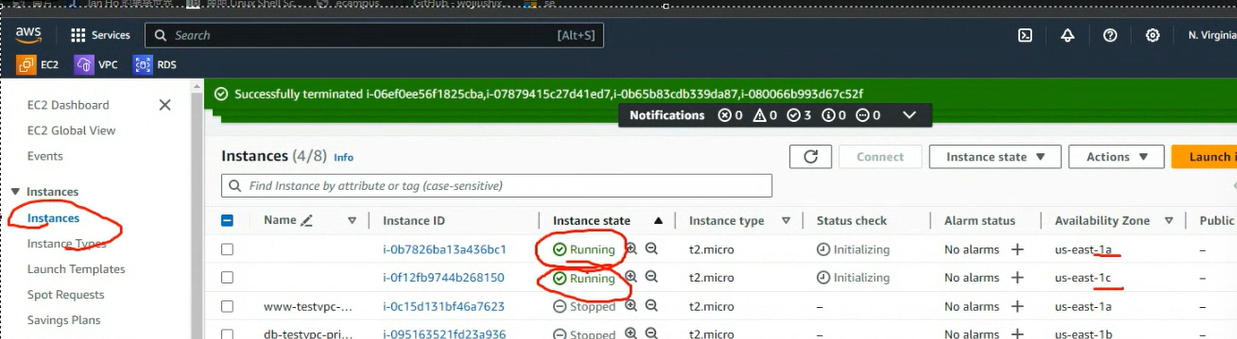 GitHub - wojiushix...
se
aws
Services
Search
[Alt+S]
N. Virginia
EC2
VPC
RDS
EC2 Dashboard
EC2 Global View
Events
Instances
Instances
Instance Types
Launch Templates
Spot Requests
Savings Plans
Successfully terminated i-06ef0ee56f1825cba,i-07879415c27d41ed7,i-0b65b83cdb339da87,i-080066b993d67c52f
Notifications 0 0 3 0 0
Instances (4/8) Info
Connect
Instance state
Actions
Launch i
Find Instance by attribute or tag (case-sensitive)
Name Instance ID Instance state Instance type Status check Alarm status Availability Zone Public
i-0b7826ba13a436bc1 Running t2.micro Initializing No alarms + us-east-1a –
i-0f12fb9744b268150 Running t2.micro Initializing No alarms + us-east-1c –
www-testvpc-... i-0c15d131bf46a7623 Stopped t2.micro – No alarms + us-east-1a –
db-testvpc-pri... i-095163521fd23a936 Stopped t2.micro – No alarms + us-east-1b –